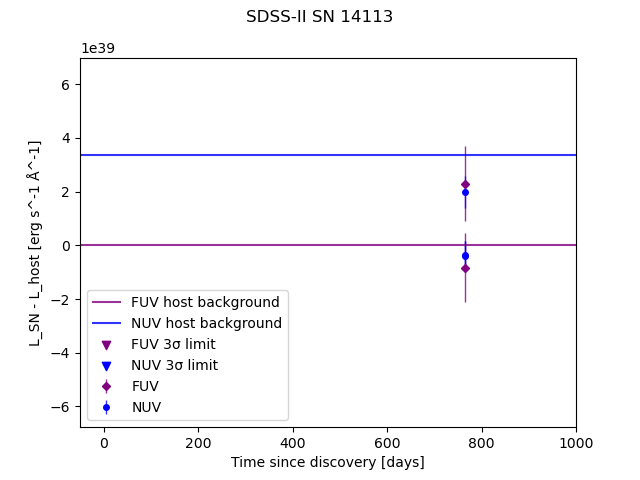 SDSS-II SN 14113
1e39
6
4
2
0
−2
−4
−6
L_SN - L_host [erg s^-1 Å^-1]
FUV host background
NUV host background
FUV 3σ limit
NUV 3σ limit
FUV
NUV
0 200 400 600 800 1000
Time since discovery [days]